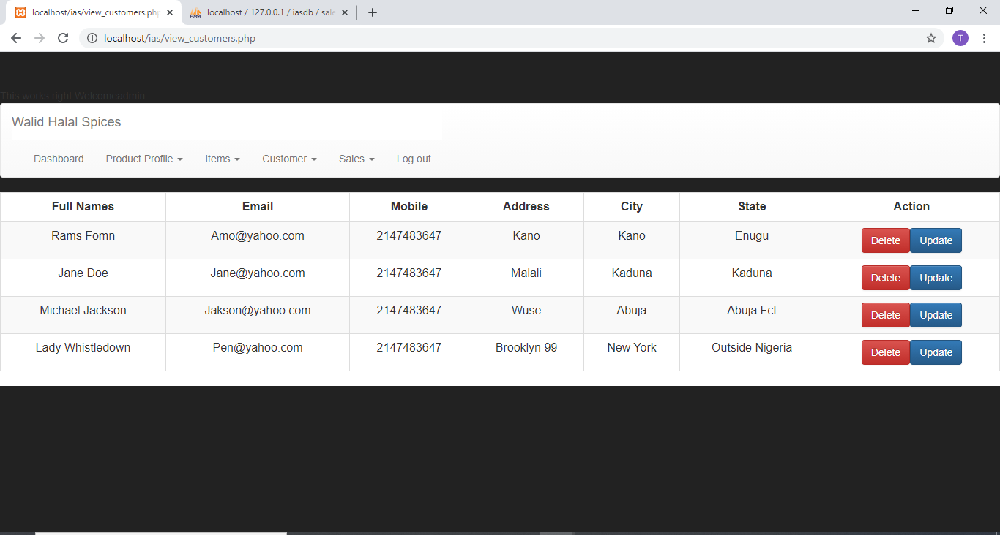 localhost/ias/view_customers.php
localhost / 127.0.0.1 / iasdb / sale
localhost/ias/view_customers.php
T
This works right Welcomeadmin
Walid Halal Spices
Dashboard Product Profile Items Customer Sales Log out
Full Names Email Mobile Address City State Action
Rams Fomn Amo@yahoo.com 2147483647 Kano Kano Enugu Delete Update
Jane Doe Jane@yahoo.com 2147483647 Malali Kaduna Kaduna Delete Update
Michael Jackson Jakson@yahoo.com 2147483647 Wuse Abuja Abuja Fct Delete Update
Lady Whistledown Pen@yahoo.com 2147483647 Brooklyn 99 New York Outside Nigeria Delete Update